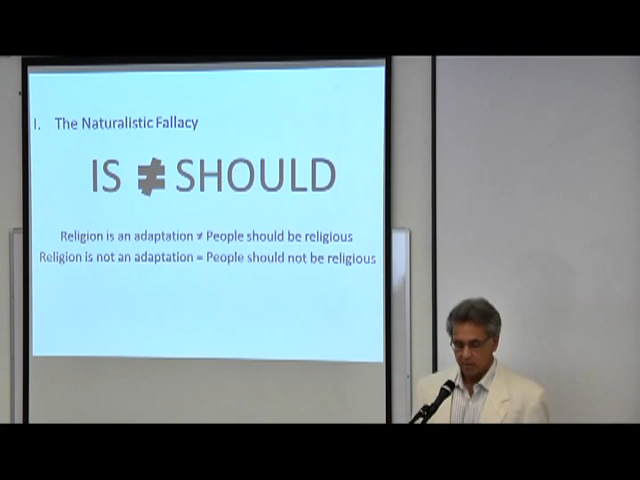 I. The Naturalistic Fallacy
IS ≠ SHOULD
Religion is an adaptation ≠ People should be religious
Religion is not an adaptation = People should not be religious